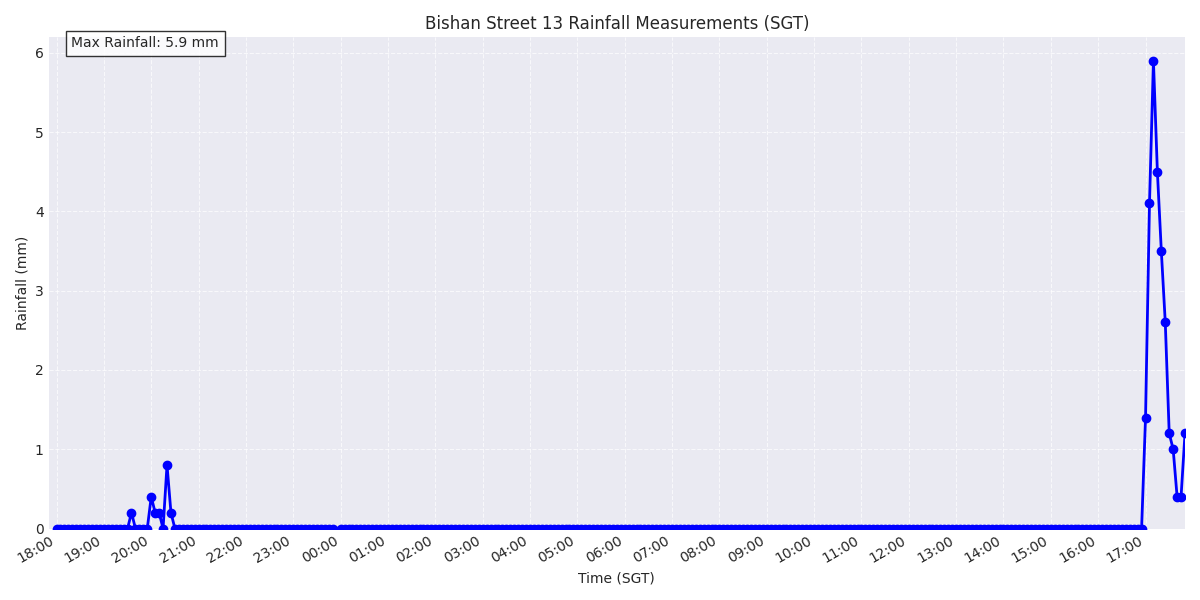 Bishan Street 13 Rainfall Measurements (SGT)
Max Rainfall: 5.9 mm
6
5
4
3
2
1
0
Rainfall (mm)
18:00 19:00 20:00 21:00 22:00 23:00 00:00 01:00 02:00 03:00 04:00 05:00 06:00 07:00 08:00 09:00 10:00 11:00 12:00 13:00 14:00 15:00 16:00 17:00
Time (SGT)